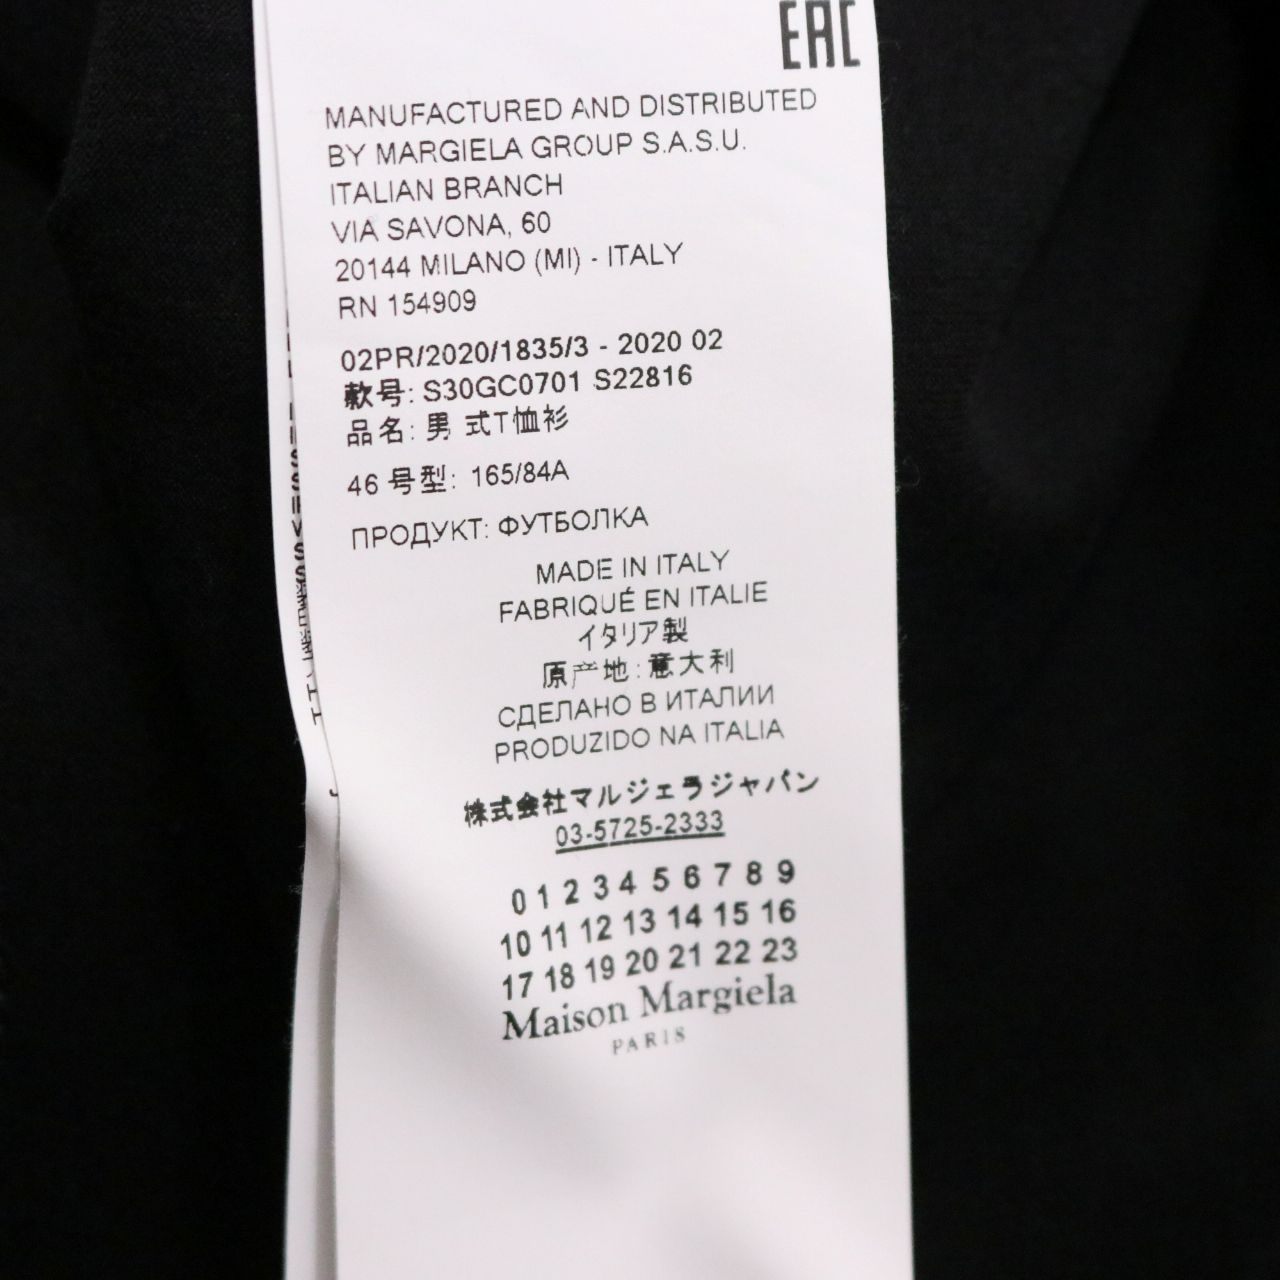 EAC
MANUFACTURED AND DISTRIBUTED
BY MARGIELA GROUP S.A.S.U.
ITALIAN BRANCH
VIA SAVONA, 60
20144 MILANO (MI) - ITALY
RN 154909
02PR/2020/1835/3 - 2020 02
款号: S30GC0701 S22816
品名: 男 式T恤衫
46 号型: 165/84A
ПРОДУКТ: ФУТБОЛКА
MADE IN ITALY
FABRIQUÉ EN ITALIE
イタリア製
原产地: 意大利
СДЕЛАНО В ИТАЛИИ
PRODUZIDO NA ITALIA
株式会社マルジェラジャパン
03-5725-2333
0 1 2 3 4 5 6 7 8 9
10 11 12 13 14 15 16
17 18 19 20 21 22 23
Maison Margiela
PARIS